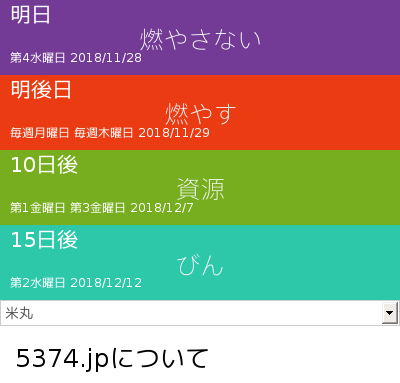 明日
燃やさない
第4水曜日 2018/11/28
明後日
燃やす
毎週月曜日 毎週木曜日 2018/11/29
10日後
資源
第1金曜日 第3金曜日 2018/12/7
15日後
びん
第2水曜日 2018/12/12
米丸
5374.jpについて